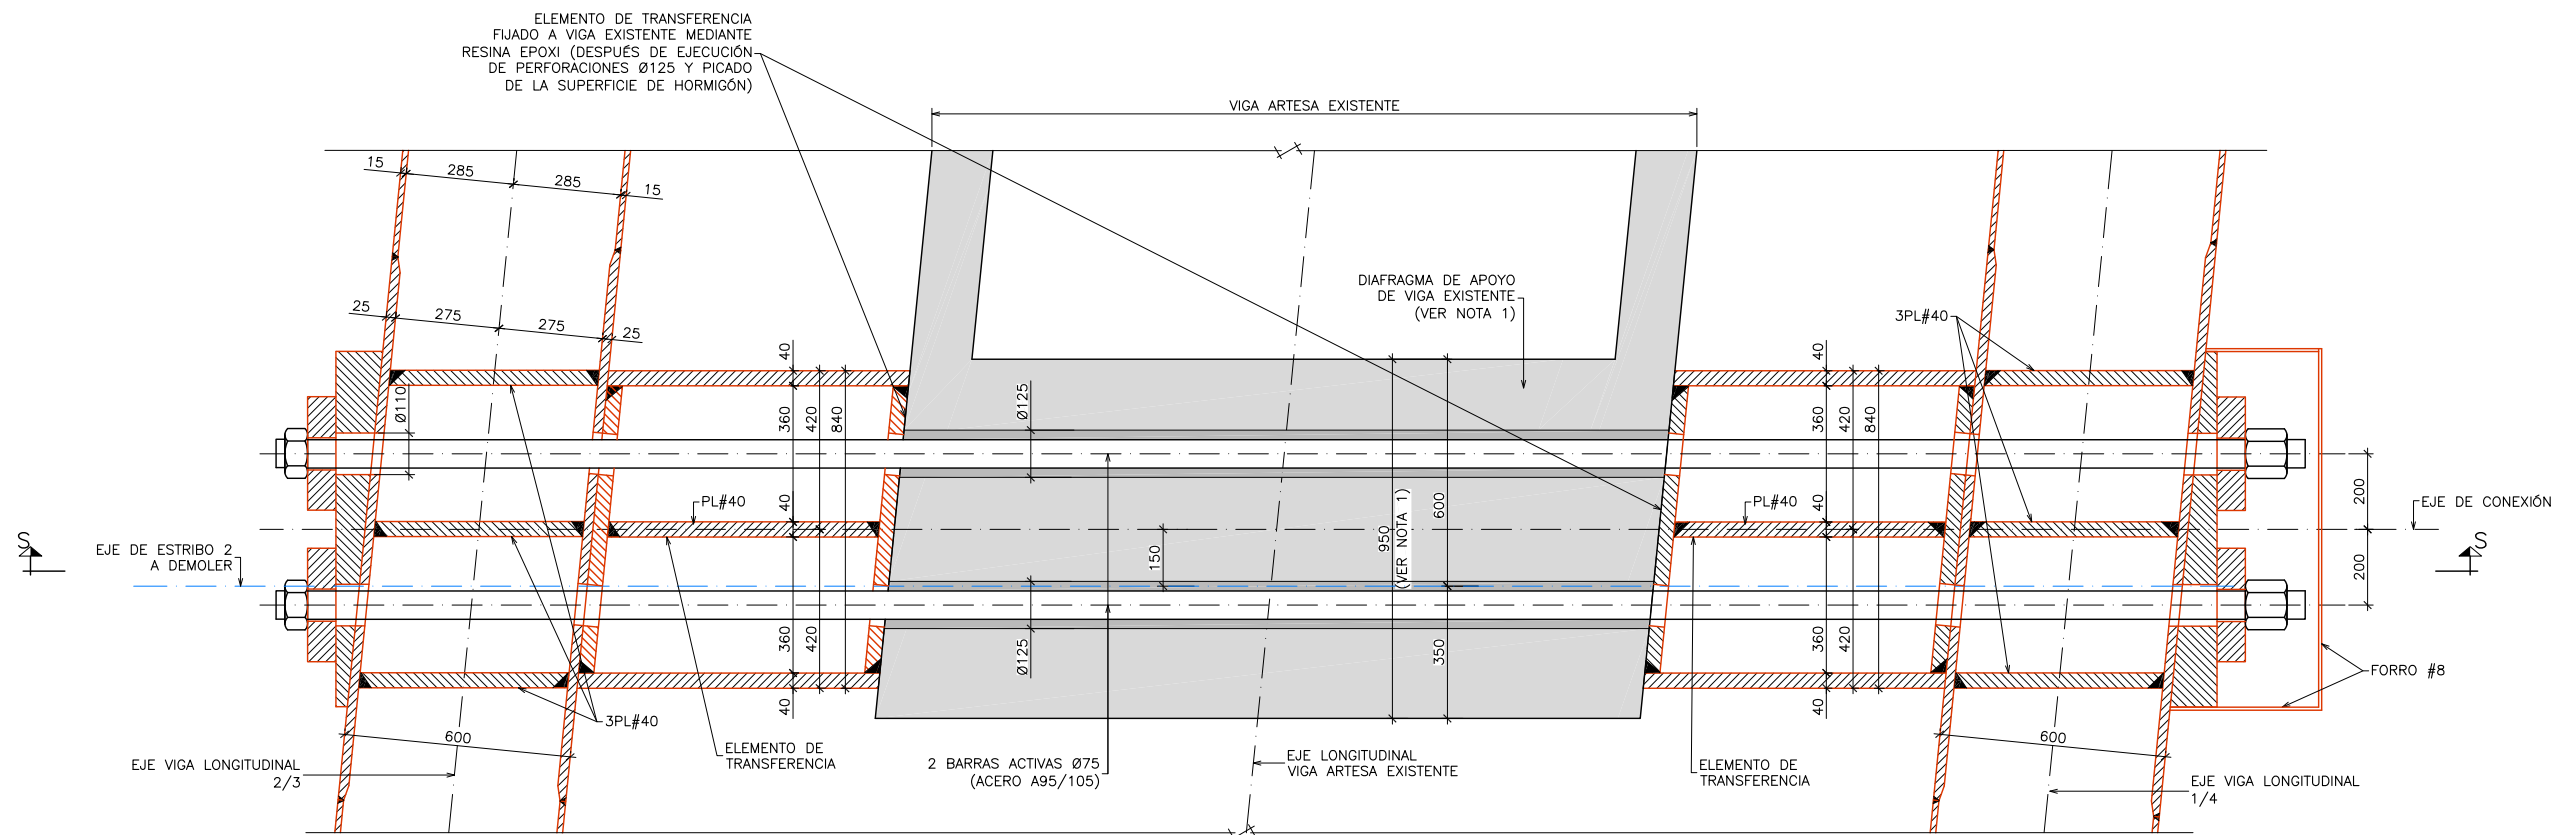 ELEMENTO DE TRANSFERENCIA
FIJADO A VIGA EXISTENTE MEDIANTE
RESINA EPOXI (DESPUÉS DE EJECUCIÓN
DE PERFORACIONES Ø125 Y PICADO
DE LA SUPERFICIE DE HORMIGÓN)
VIGA ARTESA EXISTENTE
15
285
285
15
DIAFRAGMA DE APOYO
DE VIGA EXISTENTE
(VER NOTA 1)
25
275
275
25
3PL#40
40
360
420
840
Ø110
Ø125
40
360
420
840
40
PL#40
950
(VER NOTA 1)
600
40
PL#40
200
EJE DE CONEXIÓN
S
EJE DE ESTRIBO 2
A DEMOLER
150
200
S
360
420
40
Ø125
350
360
420
40
FORRO #8
3PL#40
600
ELEMENTO DE
TRANSFERENCIA
EJE VIGA LONGITUDINAL
2/3
2 BARRAS ACTIVAS Ø75
(ACERO A95/105)
EJE LONGITUDINAL
VIGA ARTESA EXISTENTE
ELEMENTO DE
TRANSFERENCIA
600
EJE VIGA LONGITUDINAL
1/4